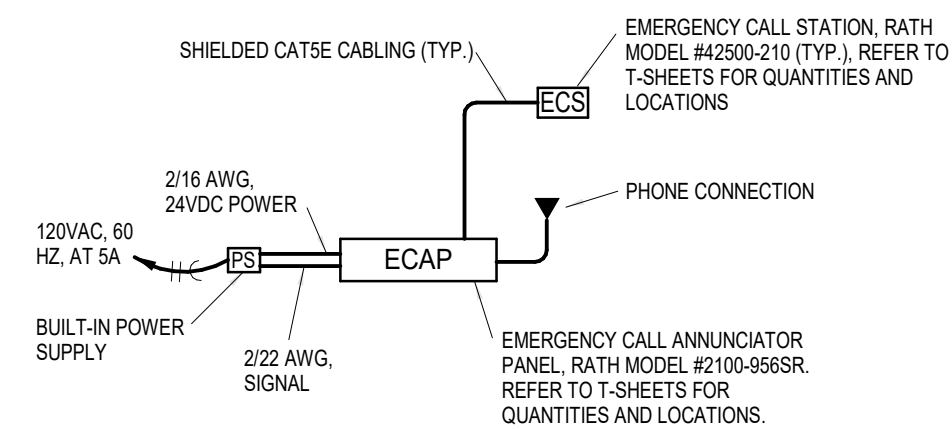 EMERGENCY CALL STATION, RATH
MODEL #42500-210 (TYP.), REFER TO
T-SHEETS FOR QUANTITIES AND
LOCATIONS
SHIELDED CAT5E CABLING (TYP.)
ECS
2/16 AWG,
24VDC POWER
PHONE CONNECTION
120VAC, 60
HZ, AT 5A
PS
ECAP
BUILT-IN POWER
SUPPLY
2/22 AWG,
SIGNAL
EMERGENCY CALL ANNUNCIATOR
PANEL, RATH MODEL #2100-956SR.
REFER TO T-SHEETS FOR
QUANTITIES AND LOCATIONS.